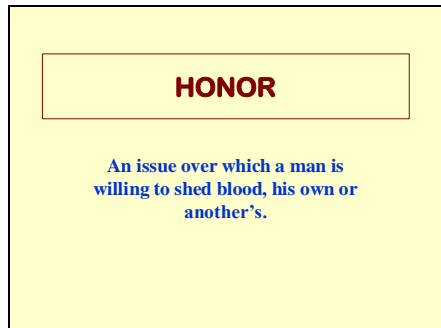 HONOR
An issue over which a man is
willing to shed blood, his own or
another’s.